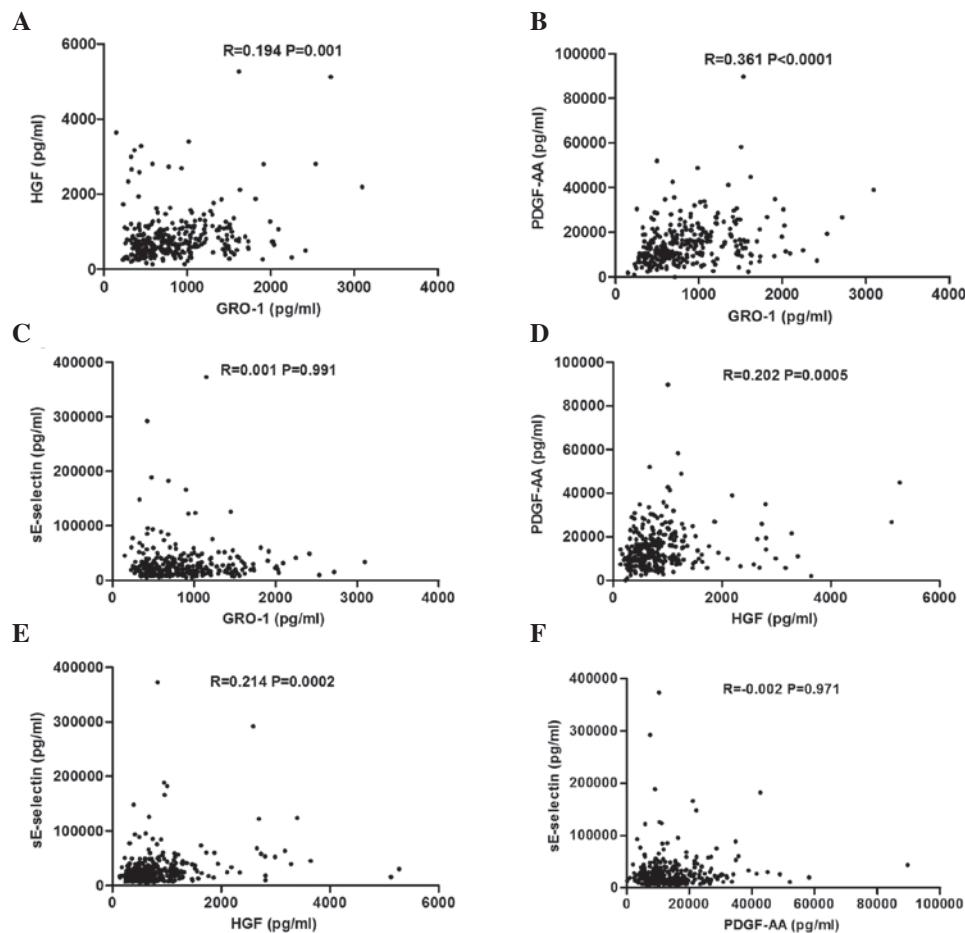 A
R=0.194 P=0.001
HGF (pg/ml)
6000
4000
2000
0
0 1000 2000 3000 4000
GRO-1 (pg/ml)
B
R=0.361 P<0.0001
PDGF-AA (pg/ml)
100000
80000
60000
40000
20000
0
0 1000 2000 3000 4000
GRO-1 (pg/ml)
C
R=0.001 P=0.991
sE-selectin (pg/ml)
400000
300000
200000
100000
0
0 1000 2000 3000 4000
GRO-1 (pg/ml)
D
R=0.202 P=0.0005
PDGF-AA (pg/ml)
100000
80000
60000
40000
20000
0
0 2000 4000 6000
HGF (pg/ml)
E
R=0.214 P=0.0002
sE-selectin (pg/ml)
400000
300000
200000
100000
0
0 2000 4000 6000
HGF (pg/ml)
F
R=-0.002 P=0.971
sE-selectin (pg/ml)
400000
300000
200000
100000
0
0 20000 40000 60000 80000 100000
PDGF-AA (pg/ml)